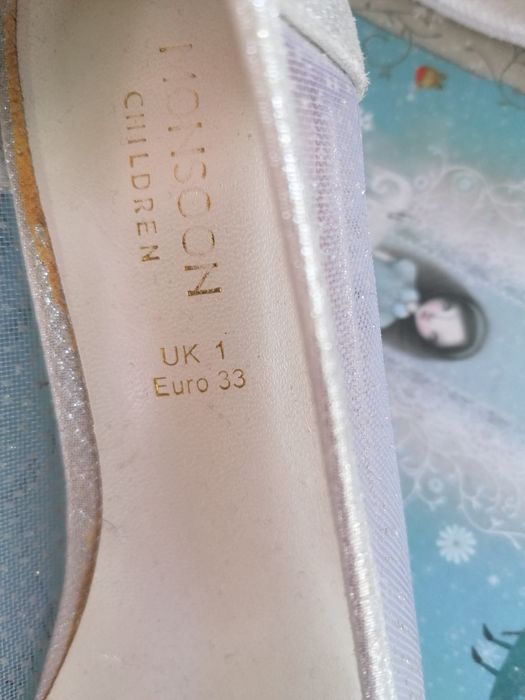 MONSOON
CHILDREN
UK 1
Euro 33